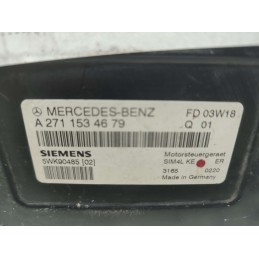 MERCEDES-BENZ FD 03W18
A 271 153 46 79 Q 01
SIEMENS Motorsteuergeraet
5WK90485 [02] SIM4L KE ER
3185 0220
Made in Germany